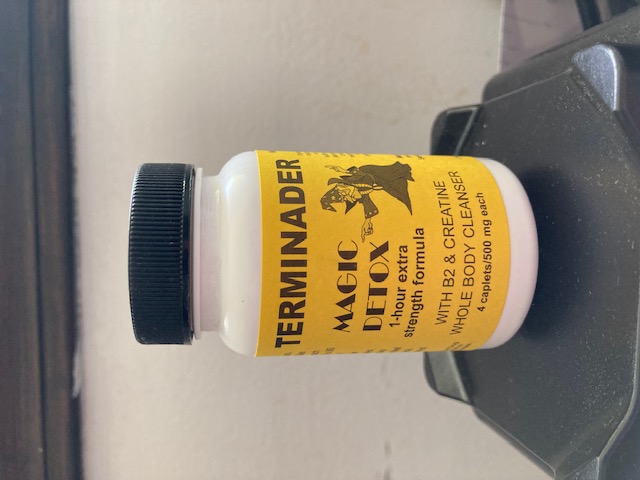 TERMINADER
MAGIC
DETOX
1-hour extra
strength formula
WITH B2 & CREATINE
WHOLE BODY CLEANSER
4 caplets/500 mg each